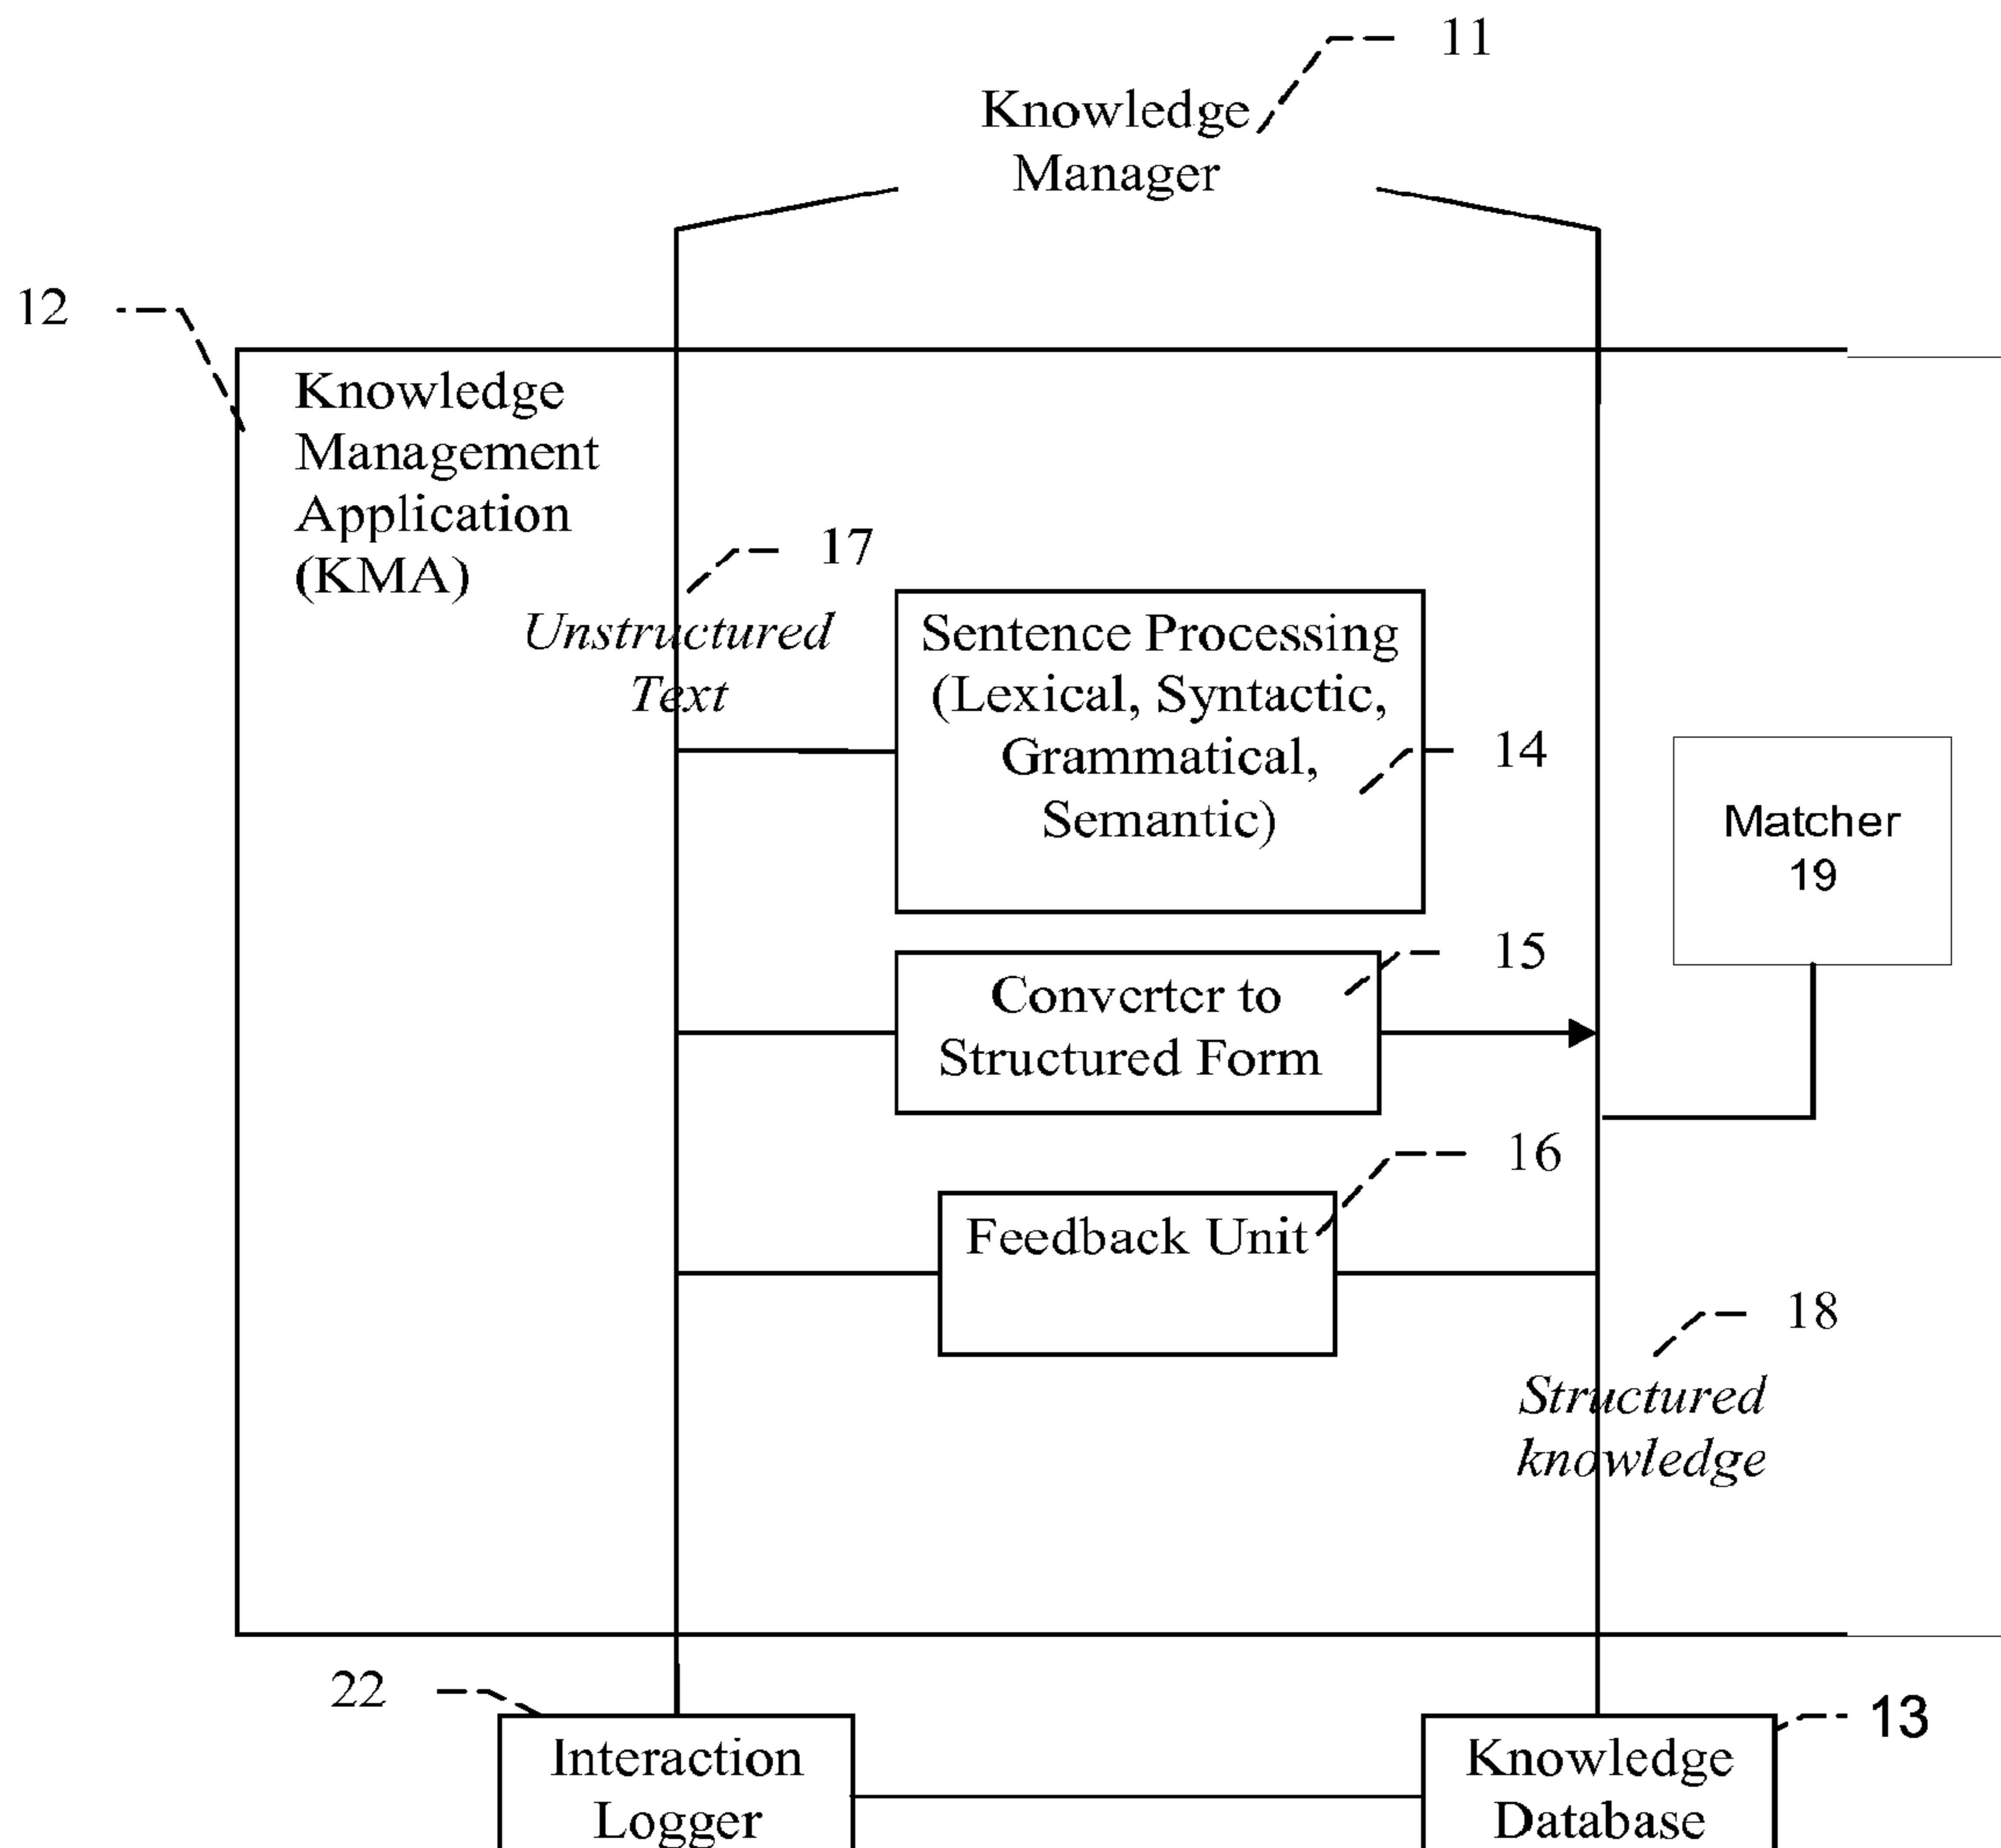 11
Knowledge
Manager
12
Knowledge
Management
Application
(KMA)
17
Unstructured
Text
Sentence Processing
(Lexical, Syntactic,
Grammatical,
Semantic)
14
Matcher
19
15
Converter to
Structured Form
16
Feedback Unit
18
Structured
knowledge
22
Interaction
Logger
13
Knowledge
Database